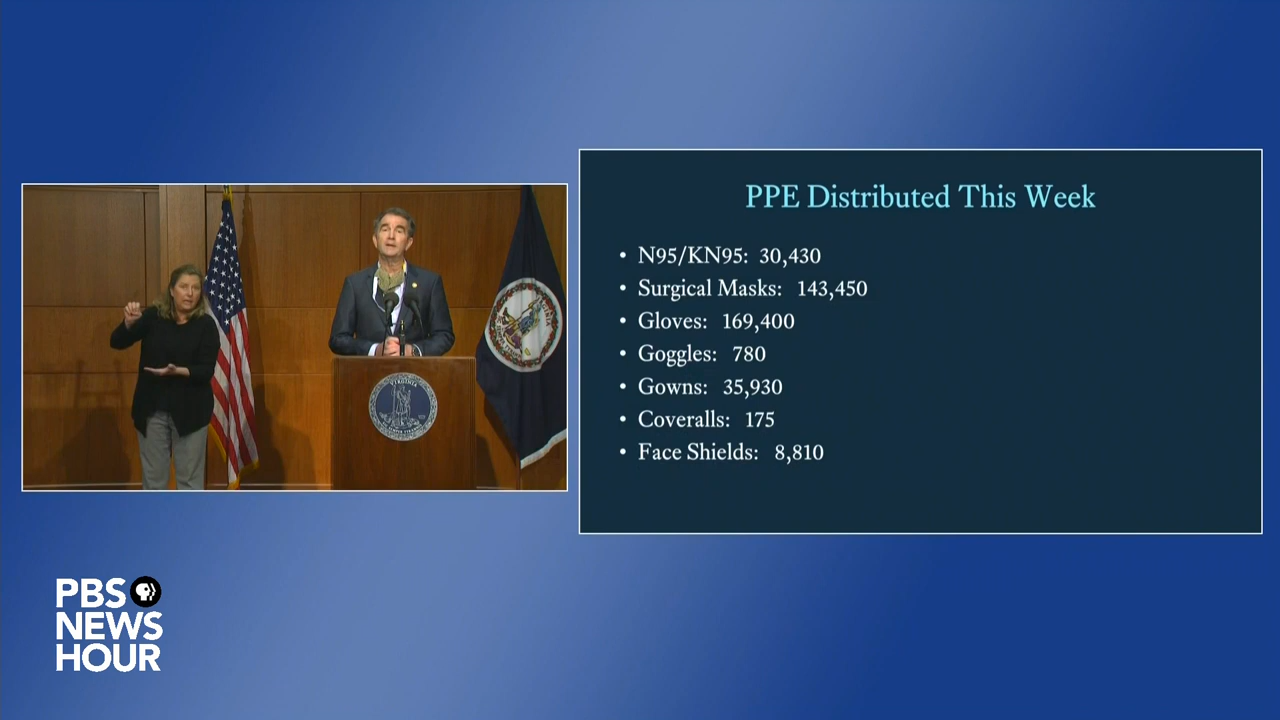 PPE Distributed This Week
• N95/KN95: 30,430
• Surgical Masks: 143,450
• Gloves: 169,400
• Goggles: 780
• Gowns: 35,930
• Coveralls: 175
• Face Shields: 8,810
VIRGINIA
PBS
NEWS
HOUR